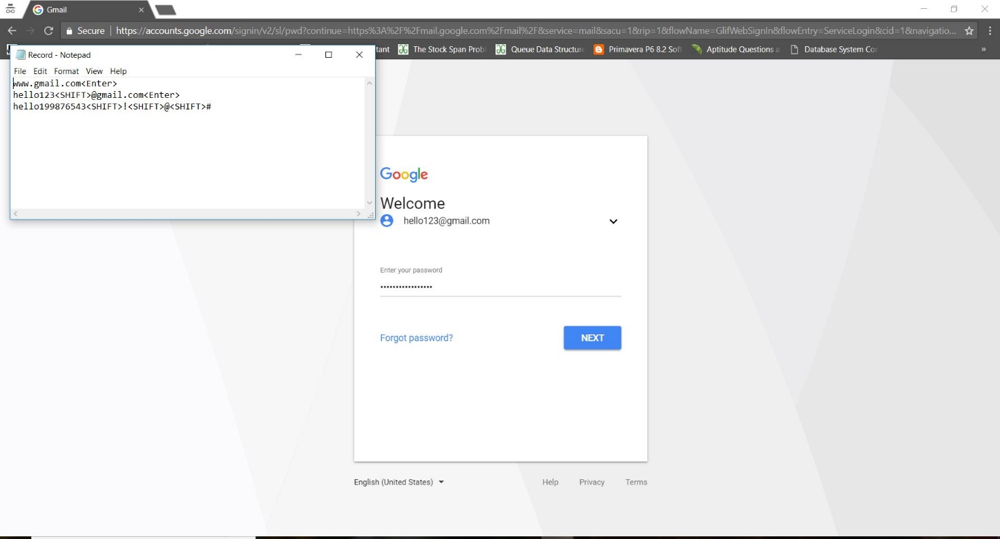 Gmail
Secure | https://accounts.google.com/signin/v2/sl/pwd?continue=https%3A%2F%2Fmail.google.com%2Fmail%2F&service=mail&sacu=1&rip=1&flowName=GlifWebSignIn&flowEntry=ServiceLogin&cid=1&navigatio...
tant The Stock Span Probl Queue Data Structure Primavera P6 8.2 Soft Aptitude Questions a Database System Con »
Record - Notepad
File Edit Format View Help
www.gmail.com<Enter>
hello123<SHIFT>@gmail.com<Enter>
hello199876543<SHIFT>!<SHIFT>@<SHIFT>#
Google
Welcome
hello123@gmail.com
Enter your password
•••••••••••••••••
Forgot password?
NEXT
English (United States)
Help Privacy Terms